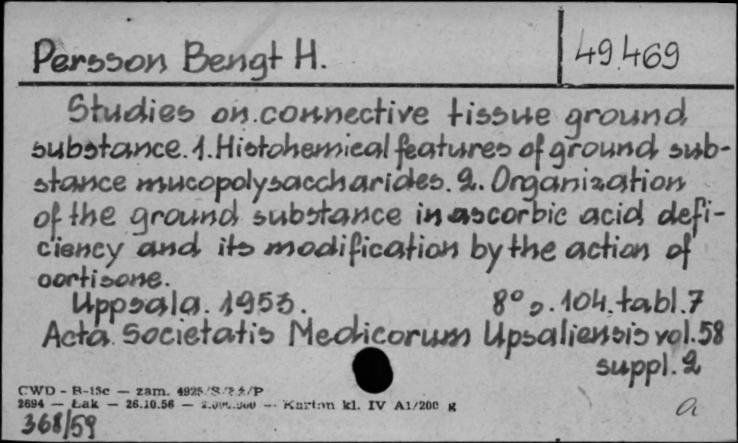 Persson Bengt H.
49.469
Studies on connective tissue ground
substance. 1. Histohemical features of ground sub-
stance mucopolysaccharides. 2. Organization
of the ground substance in ascorbic acid defi-
ciency and its modification by the action of
cortisone.
Uppsala. 1953. 8° s. 104. tabl. 7
Acta Societatis Medicorum Upsaliensis vol. 58
suppl. 2
CWD - B-15c — zam. 4925/S/ /P
2694 — Łak — 26.10.56 — — Karton kl. IV A1/200 g
a
368/59